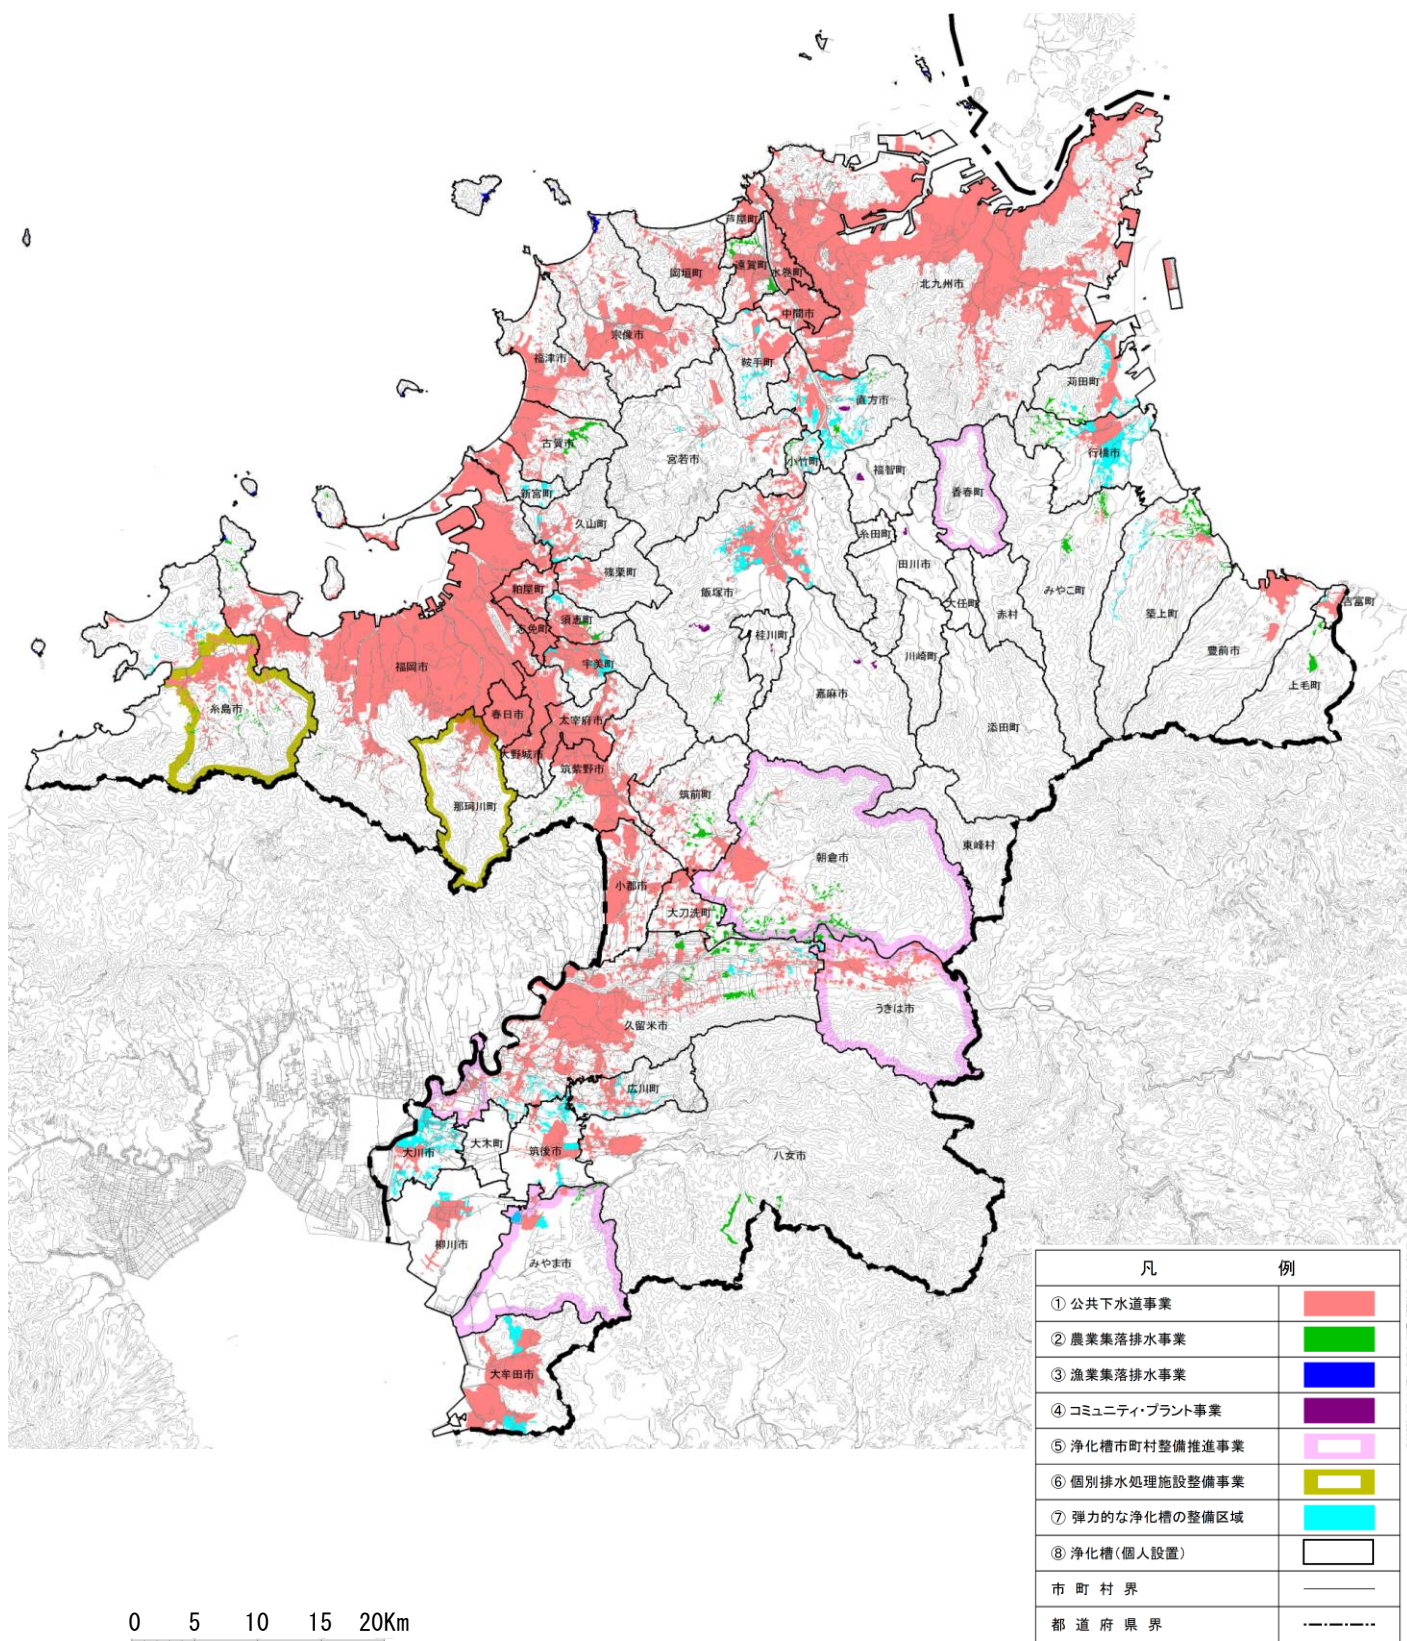 芦屋町
岡垣町
遠賀町
水巻町
北九州市
中間市
宗像市
福津市
鞍手町
苅田町
直方市
古賀市
行橋市
宮若市
小竹町
福智町
香春町
新宮町
久山町
糸田町
篠栗町
田川市
粕屋町
飯塚市
大任町
赤村
みやこ町
吉富町
須恵町
志免町
桂川町
築上町
川崎町
豊前市
宇美町
福岡市
上毛町
嘉麻市
糸島市
春日市
太宰府市
添田町
大野城市
筑紫野市
那珂川町
筑前町
東峰村
朝倉市
小郡市
大刀洗町
うきは市
久留米市
広川町
大木町
筑後市
大川市
八女市
柳川市
みやま市
大牟田市
凡 例
① 公共下水道事業
② 農業集落排水事業
③ 漁業集落排水事業
④ コミュニティ・プラント事業
⑤ 浄化槽市町村整備推進事業
⑥ 個別排水処理施設整備事業
⑦ 弾力的な浄化槽の整備区域
⑧ 浄化槽(個人設置)
市 町 村 界
都 道 府 県 界
0 5 10 15 20Km